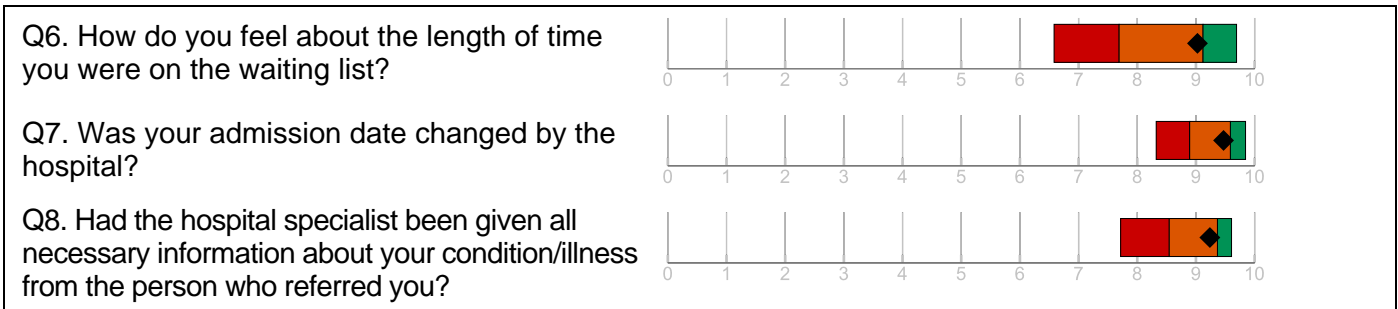 Q6. How do you feel about the length of time
you were on the waiting list?
0 1 2 3 4 5 6 7 8 9 10
Q7. Was your admission date changed by the
hospital?
0 1 2 3 4 5 6 7 8 9 10
Q8. Had the hospital specialist been given all
necessary information about your condition/illness
from the person who referred you?
0 1 2 3 4 5 6 7 8 9 10